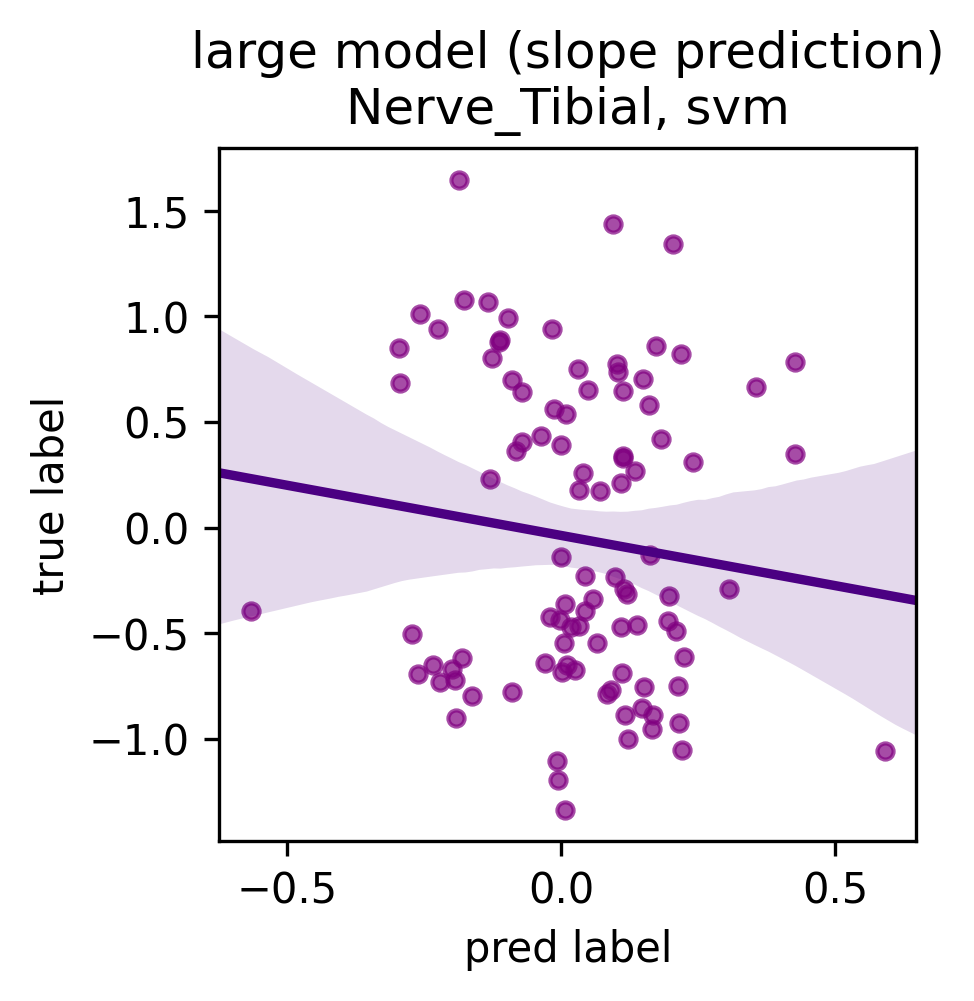 large model (slope prediction)
Nerve_Tibial, svm
1.5
1.0
0.5
0.0
−0.5
−1.0
true label
−0.5
0.0
0.5
pred label